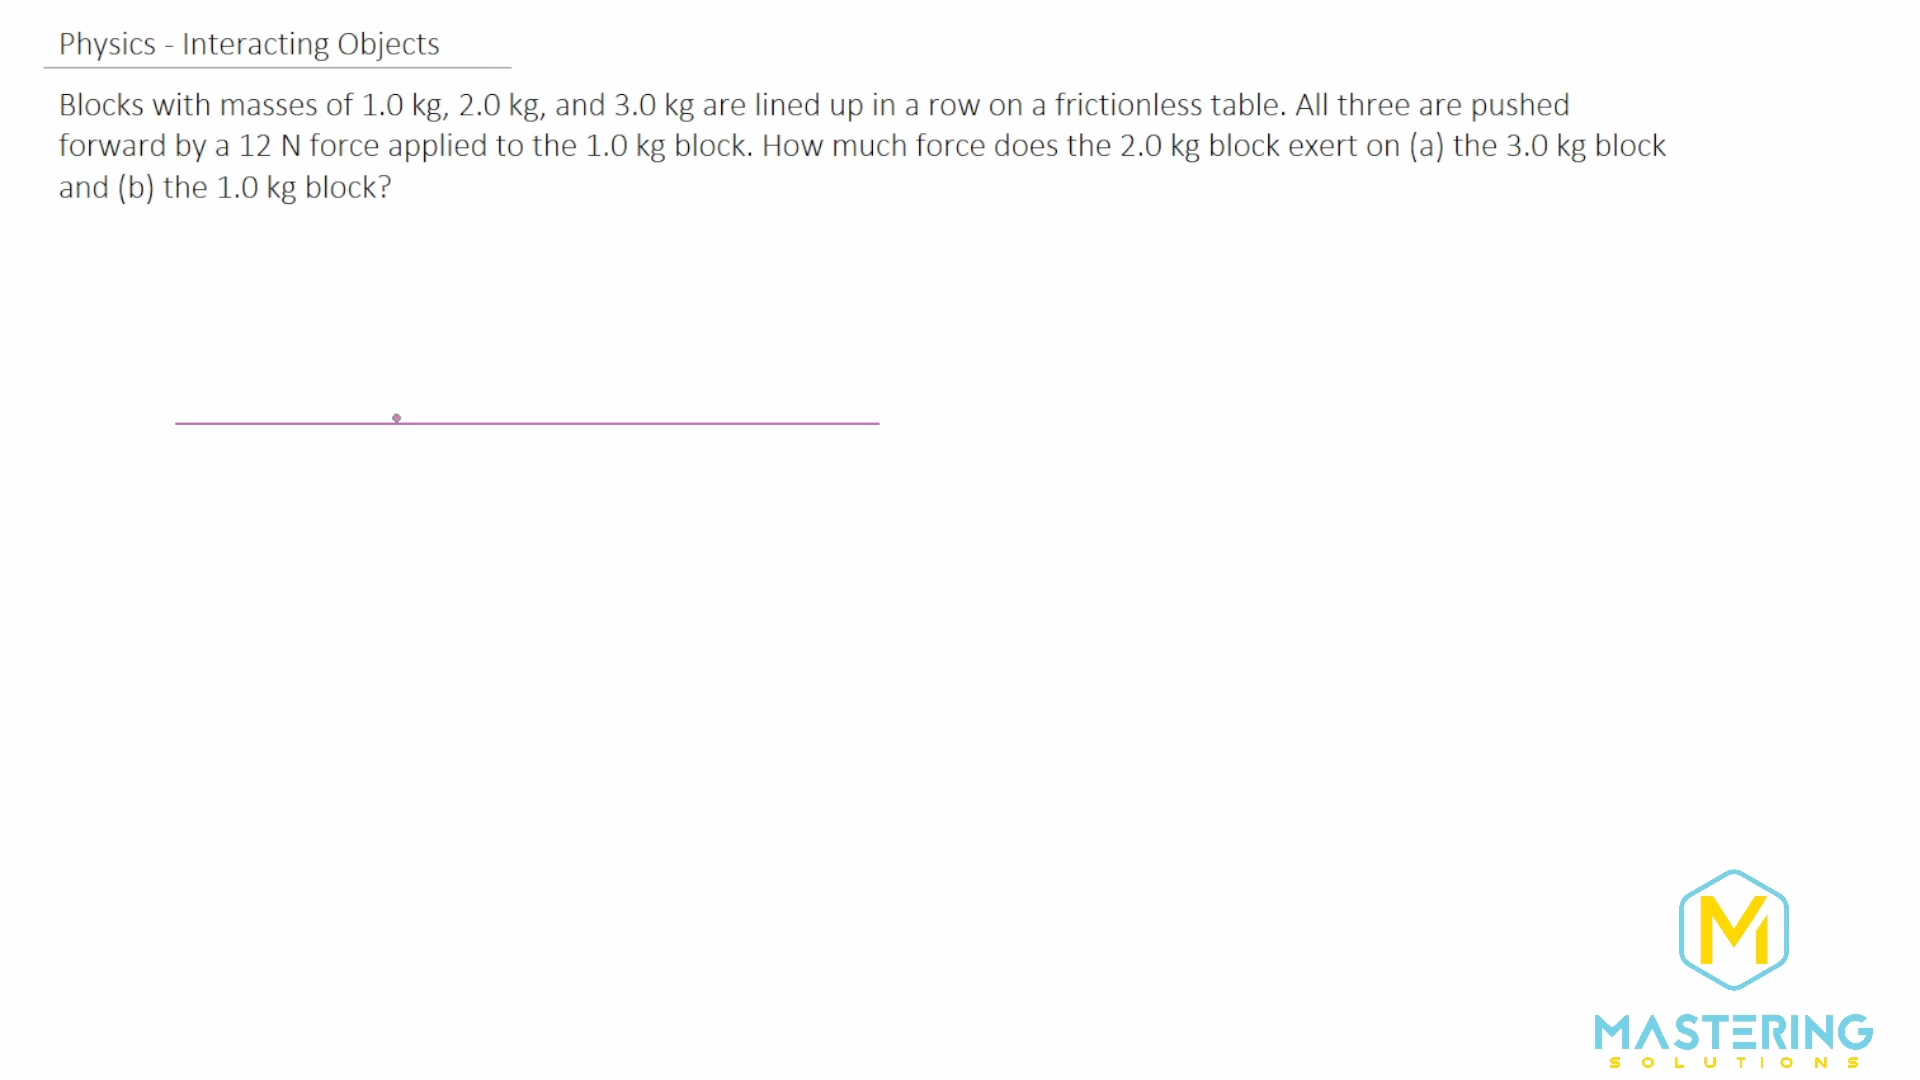 Physics - Interacting Objects
Blocks with masses of 1.0 kg, 2.0 kg, and 3.0 kg are lined up in a row on a frictionless table. All three are pushed
forward by a 12 N force applied to the 1.0 kg block. How much force does the 2.0 kg block exert on (a) the 3.0 kg block
and (b) the 1.0 kg block?
M
MASTERING
SOLUTIONS